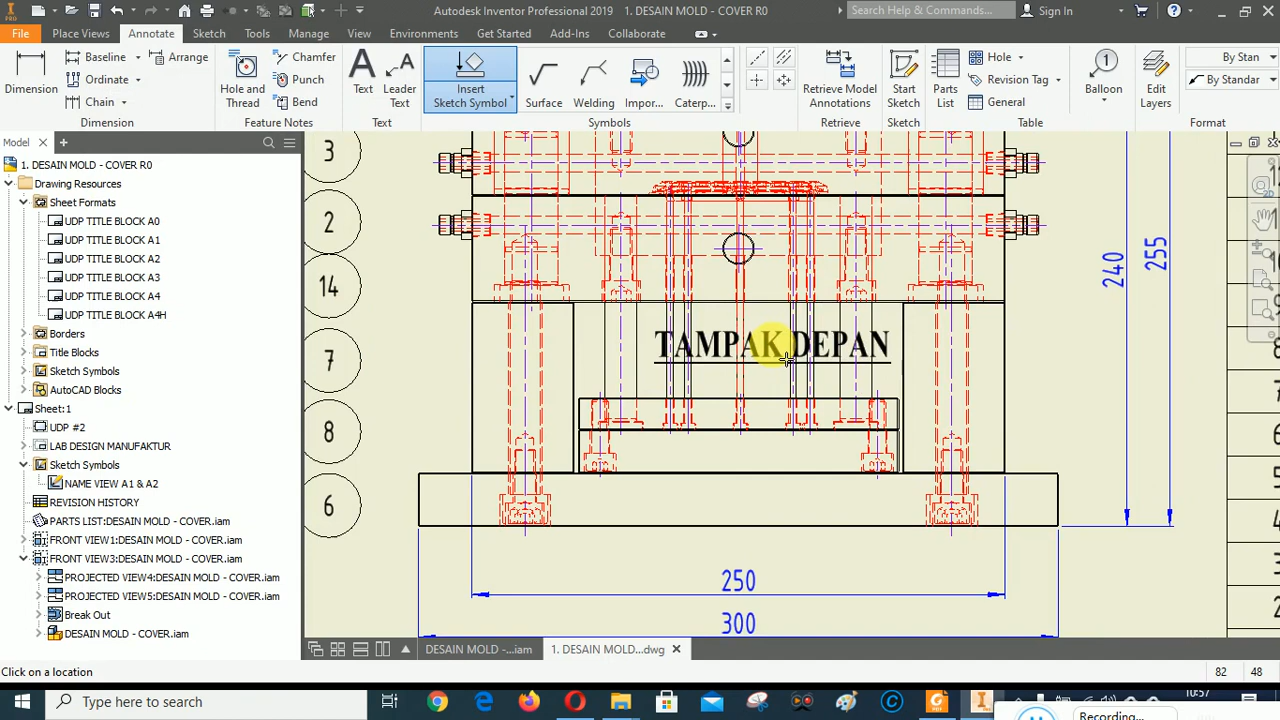 Autodesk Inventor Professional 2019 1. DESAIN MOLD - COVER R0
Search Help & Commands...
Sign In
File Place Views Annotate Sketch Tools Manage View Environments Get Started Add-Ins Collaborate
PRO
Dimension
Baseline
Ordinate
Chain
Arrange
Dimension
Hole and
Thread
Chamfer
Punch
Bend
Feature Notes
Text
Leader
Text
Text
Insert
Sketch Symbol
Surface
Welding
Impor...
Caterp...
Symbols
Retrieve Model
Annotations
Retrieve
Start
Sketch
Sketch
Parts
List
Hole
Revision Tag
General
Table
Balloon
Edit
Layers
By Stan
By Standar
Format
Model
1. DESAIN MOLD - COVER R0
Drawing Resources
Sheet Formats
UDP TITLE BLOCK A0
UDP TITLE BLOCK A1
UDP TITLE BLOCK A2
UDP TITLE BLOCK A3
UDP TITLE BLOCK A4
UDP TITLE BLOCK A4H
Borders
Title Blocks
Sketch Symbols
AutoCAD Blocks
Sheet:1
UDP #2
LAB DESIGN MANUFAKTUR
Sketch Symbols
NAME VIEW A1 & A2
REVISION HISTORY
PARTS LIST:DESAIN MOLD - COVER.iam
FRONT VIEW1:DESAIN MOLD - COVER.iam
FRONT VIEW3:DESAIN MOLD - COVER.iam
PROJECTED VIEW4:DESAIN MOLD - COVER.iam
PROJECTED VIEW5:DESAIN MOLD - COVER.iam
Break Out
DESAIN MOLD - COVER.iam
3
2
14
7
8
6
TAMPAK DEPAN
240
255
250
300
DESAIN MOLD -...iam
1. DESAIN MOLD...dwg
Click on a location
82
48
Type here to search
10:57
Recording...